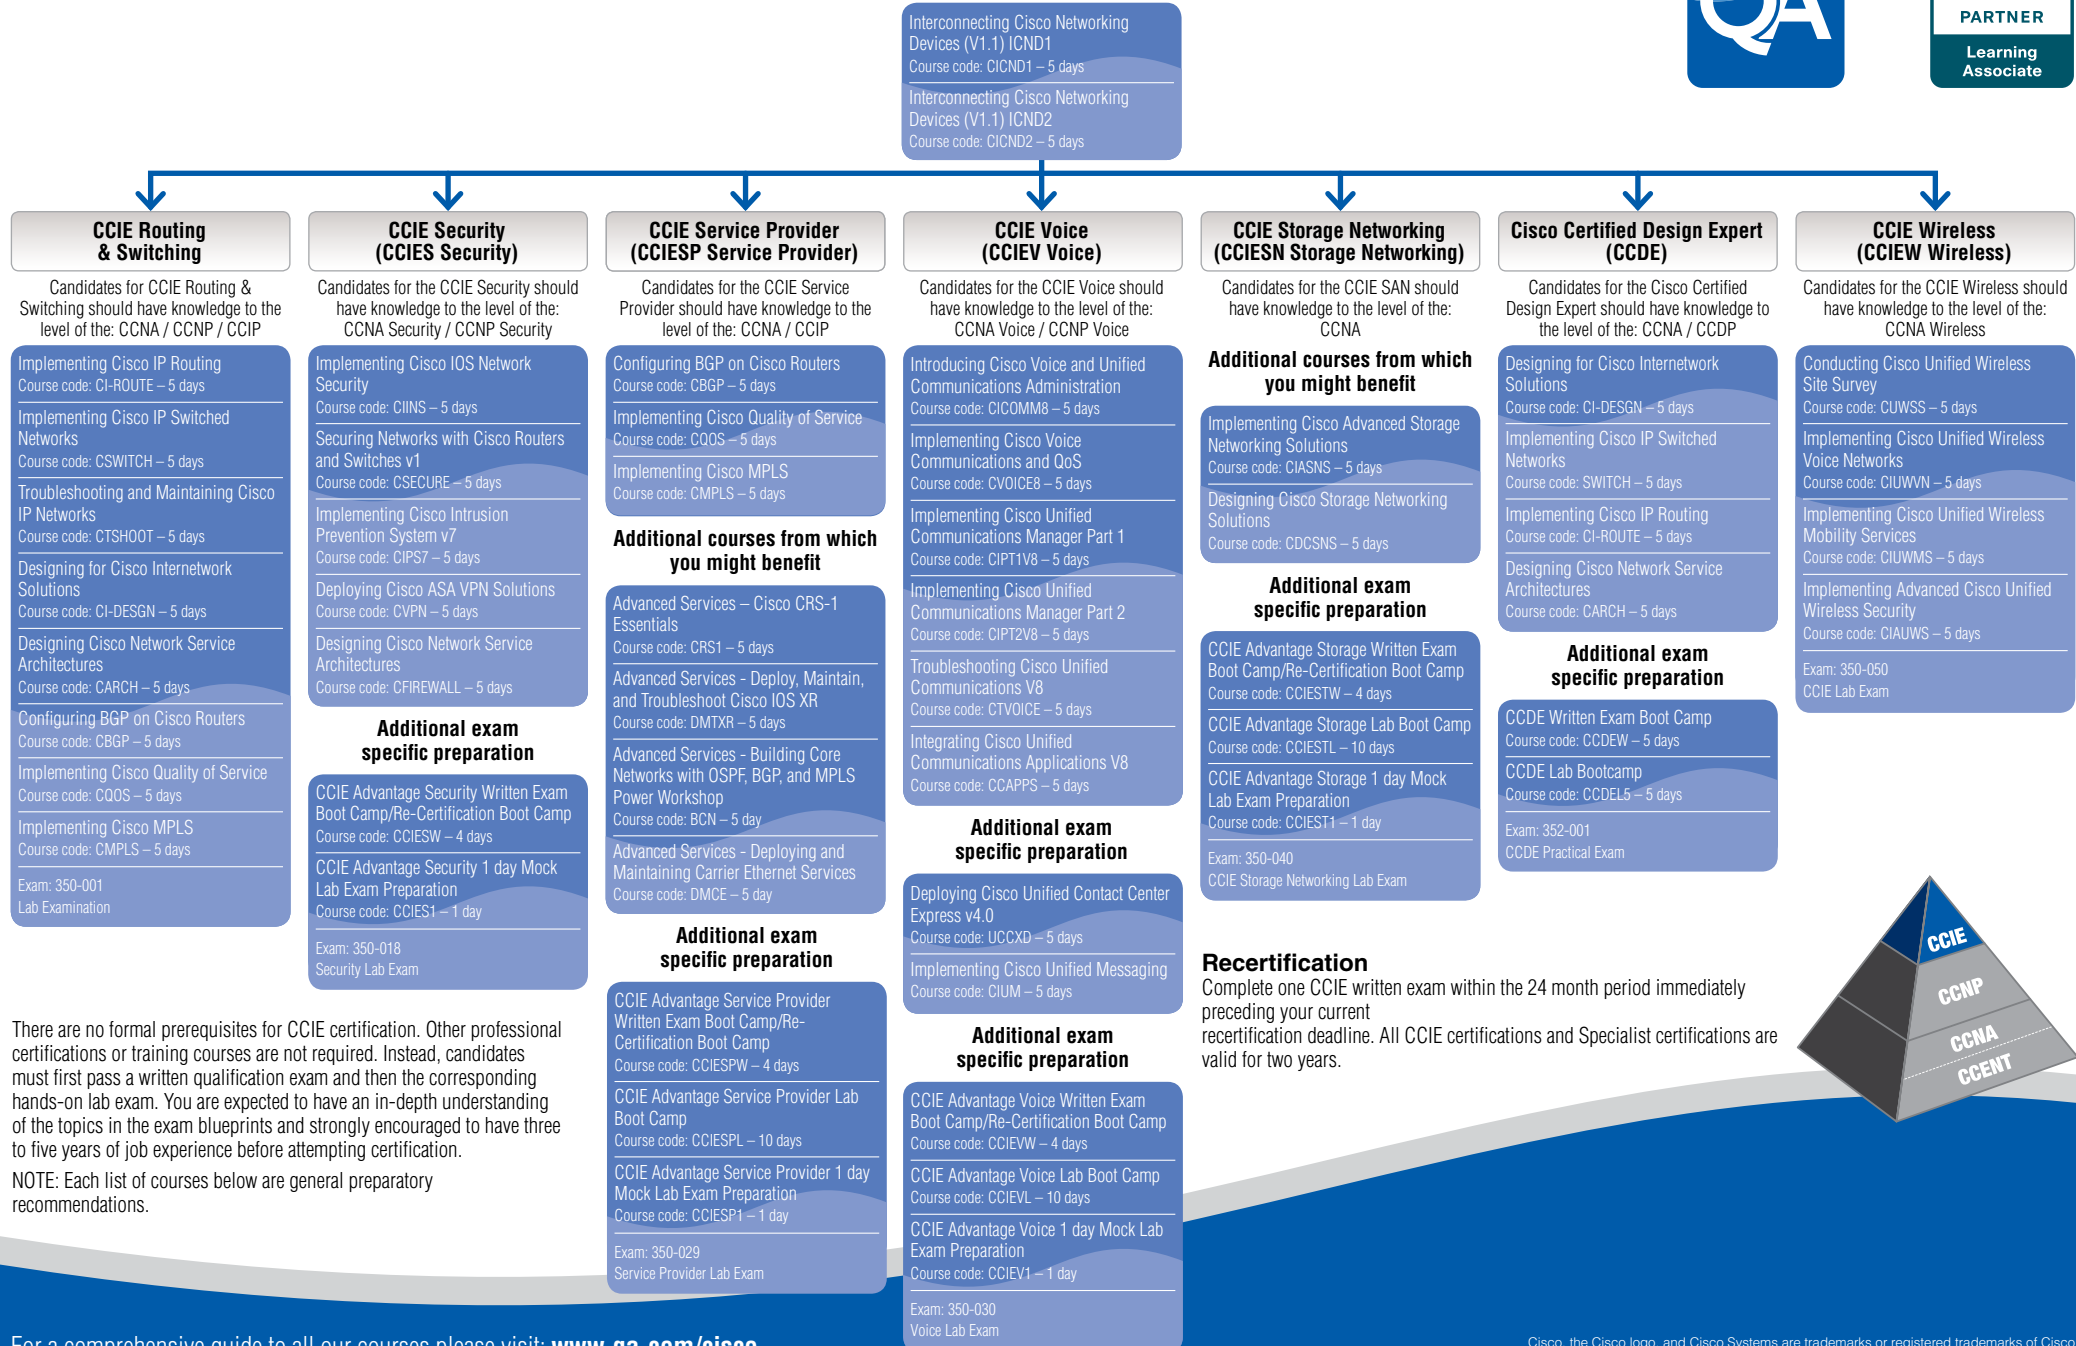 Interconnecting Cisco Networking
Devices (V1.1) ICND1
Course code: CICND1 – 5 days
Interconnecting Cisco Networking
Devices (V1.1) ICND2
Course code: CICND2 – 5 days
QA
PARTNER
Learning
Associate
CCIE Routing
& Switching
Candidates for CCIE Routing &
Switching should have knowledge to the
level of the: CCNA / CCNP / CCIP
Implementing Cisco IP Routing
Course code: CI-ROUTE – 5 days
Implementing Cisco IP Switched
Networks
Course code: CSWITCH – 5 days
Troubleshooting and Maintaining Cisco
IP Networks
Course code: CTSHOOT – 5 days
Designing for Cisco Internetwork
Solutions
Course code: CI-DESGN – 5 days
Designing Cisco Network Service
Architectures
Course code: CARCH – 5 days
Configuring BGP on Cisco Routers
Course code: CBGP – 5 days
Implementing Cisco Quality of Service
Course code: CQOS – 5 days
Implementing Cisco MPLS
Course code: CMPLS – 5 days
Exam: 350-001
Lab Examination
CCIE Security
(CCIES Security)
Candidates for the CCIE Security should
have knowledge to the level of the:
CCNA Security / CCNP Security
Implementing Cisco IOS Network
Security
Course code: CIINS – 5 days
Securing Networks with Cisco Routers
and Switches v1
Course code: CSECURE – 5 days
Implementing Cisco Intrusion
Prevention System v7
Course code: CIPS7 – 5 days
Deploying Cisco ASA VPN Solutions
Course code: CVPN – 5 days
Designing Cisco Network Service
Architectures
Course code: CFIREWALL – 5 days
Additional exam
specific preparation
CCIE Advantage Security Written Exam
Boot Camp/Re-Certification Boot Camp
Course code: CCIESW – 4 days
CCIE Advantage Security 1 day Mock
Lab Exam Preparation
Course code: CCIES1 – 1 day
Exam: 350-018
Security Lab Exam
CCIE Service Provider
(CCIESP Service Provider)
Candidates for the CCIE Service
Provider should have knowledge to the
level of the: CCNA / CCIP
Configuring BGP on Cisco Routers
Course code: CBGP – 5 days
Implementing Cisco Quality of Service
Course code: CQOS – 5 days
Implementing Cisco MPLS
Course code: CMPLS – 5 days
Additional courses from which
you might benefit
Advanced Services – Cisco CRS-1
Essentials
Course code: CRS1 – 5 days
Advanced Services - Deploy, Maintain,
and Troubleshoot Cisco IOS XR
Course code: DMTXR – 5 days
Advanced Services - Building Core
Networks with OSPF, BGP, and MPLS
Power Workshop
Course code: BCN – 5 day
Advanced Services - Deploying and
Maintaining Carrier Ethernet Services
Course code: DMCE – 5 day
Additional exam
specific preparation
CCIE Advantage Service Provider
Written Exam Boot Camp/Re-
Certification Boot Camp
Course code: CCIESPW – 4 days
CCIE Advantage Service Provider Lab
Boot Camp
Course code: CCIESPL – 10 days
CCIE Advantage Service Provider 1 day
Mock Lab Exam Preparation
Course code: CCIESP1 – 1 day
Exam: 350-029
Service Provider Lab Exam
CCIE Voice
(CCIEV Voice)
Candidates for the CCIE Voice should
have knowledge to the level of the:
CCNA Voice / CCNP Voice
Introducing Cisco Voice and Unified
Communications Administration
Course code: CICOMM8 – 5 days
Implementing Cisco Voice
Communications and QoS
Course code: CVOICE8 – 5 days
Implementing Cisco Unified
Communications Manager Part 1
Course code: CIPT1V8 – 5 days
Implementing Cisco Unified
Communications Manager Part 2
Course code: CIPT2V8 – 5 days
Troubleshooting Cisco Unified
Communications V8
Course code: CTVOICE – 5 days
Integrating Cisco Unified
Communications Applications V8
Course code: CCAPPS – 5 days
Additional exam
specific preparation
Deploying Cisco Unified Contact Center
Express v4.0
Course code: UCCXD – 5 days
Implementing Cisco Unified Messaging
Course code: CIUM – 5 days
Additional exam
specific preparation
CCIE Advantage Voice Written Exam
Boot Camp/Re-Certification Boot Camp
Course code: CCIEVW – 4 days
CCIE Advantage Voice Lab Boot Camp
Course code: CCIEVL – 10 days
CCIE Advantage Voice 1 day Mock Lab
Exam Preparation
Course code: CCIEV1 – 1 day
Exam: 350-030
Voice Lab Exam
CCIE Storage Networking
(CCIESN Storage Networking)
Candidates for the CCIE SAN should
have knowledge to the level of the:
CCNA
Additional courses from which
you might benefit
Implementing Cisco Advanced Storage
Networking Solutions
Course code: CIASNS – 5 days
Designing Cisco Storage Networking
Solutions
Course code: CDCSNS – 5 days
Additional exam
specific preparation
CCIE Advantage Storage Written Exam
Boot Camp/Re-Certification Boot Camp
Course code: CCIESTW – 4 days
CCIE Advantage Storage Lab Boot Camp
Course code: CCIESTL – 10 days
CCIE Advantage Storage 1 day Mock
Lab Exam Preparation
Course code: CCIEST1 – 1 day
Exam: 350-040
CCIE Storage Networking Lab Exam
Cisco Certified Design Expert
(CCDE)
Candidates for the Cisco Certified
Design Expert should have knowledge to
the level of the: CCNA / CCDP
Designing for Cisco Internetwork
Solutions
Course code: CI-DESGN – 5 days
Implementing Cisco IP Switched
Networks
Course code: SWITCH – 5 days
Implementing Cisco IP Routing
Course code: CI-ROUTE – 5 days
Designing Cisco Network Service
Architectures
Course code: CARCH – 5 days
Additional exam
specific preparation
CCDE Written Exam Boot Camp
Course code: CCDEW – 5 days
CCDE Lab Bootcamp
Course code: CCDEL5 – 5 days
Exam: 352-001
CCDE Practical Exam
CCIE Wireless
(CCIEW Wireless)
Candidates for the CCIE Wireless should
have knowledge to the level of the:
CCNA Wireless
Conducting Cisco Unified Wireless
Site Survey
Course code: CUWSS – 5 days
Implementing Cisco Unified Wireless
Voice Networks
Course code: CIUWVN – 5 days
Implementing Cisco Unified Wireless
Mobility Services
Course code: CIUWMS – 5 days
Implementing Advanced Cisco Unified
Wireless Security
Course code: CIAUWS – 5 days
Exam: 350-050
CCIE Lab Exam
There are no formal prerequisites for CCIE certification. Other professional
certifications or training courses are not required. Instead, candidates
must first pass a written qualification exam and then the corresponding
hands-on lab exam. You are expected to have an in-depth understanding
of the topics in the exam blueprints and strongly encouraged to have three
to five years of job experience before attempting certification.
NOTE: Each list of courses below are general preparatory
recommendations.
Recertification
Complete one CCIE written exam within the 24 month period immediately
preceding your current
recertification deadline. All CCIE certifications and Specialist certifications are
valid for two years.
CCIE
CCNP
CCNA
CCENT
For a comprehensive guide to all our courses please visit: www.qa.com/cisco
Cisco, the Cisco logo, and Cisco Systems are trademarks or registered trademarks of Cisco